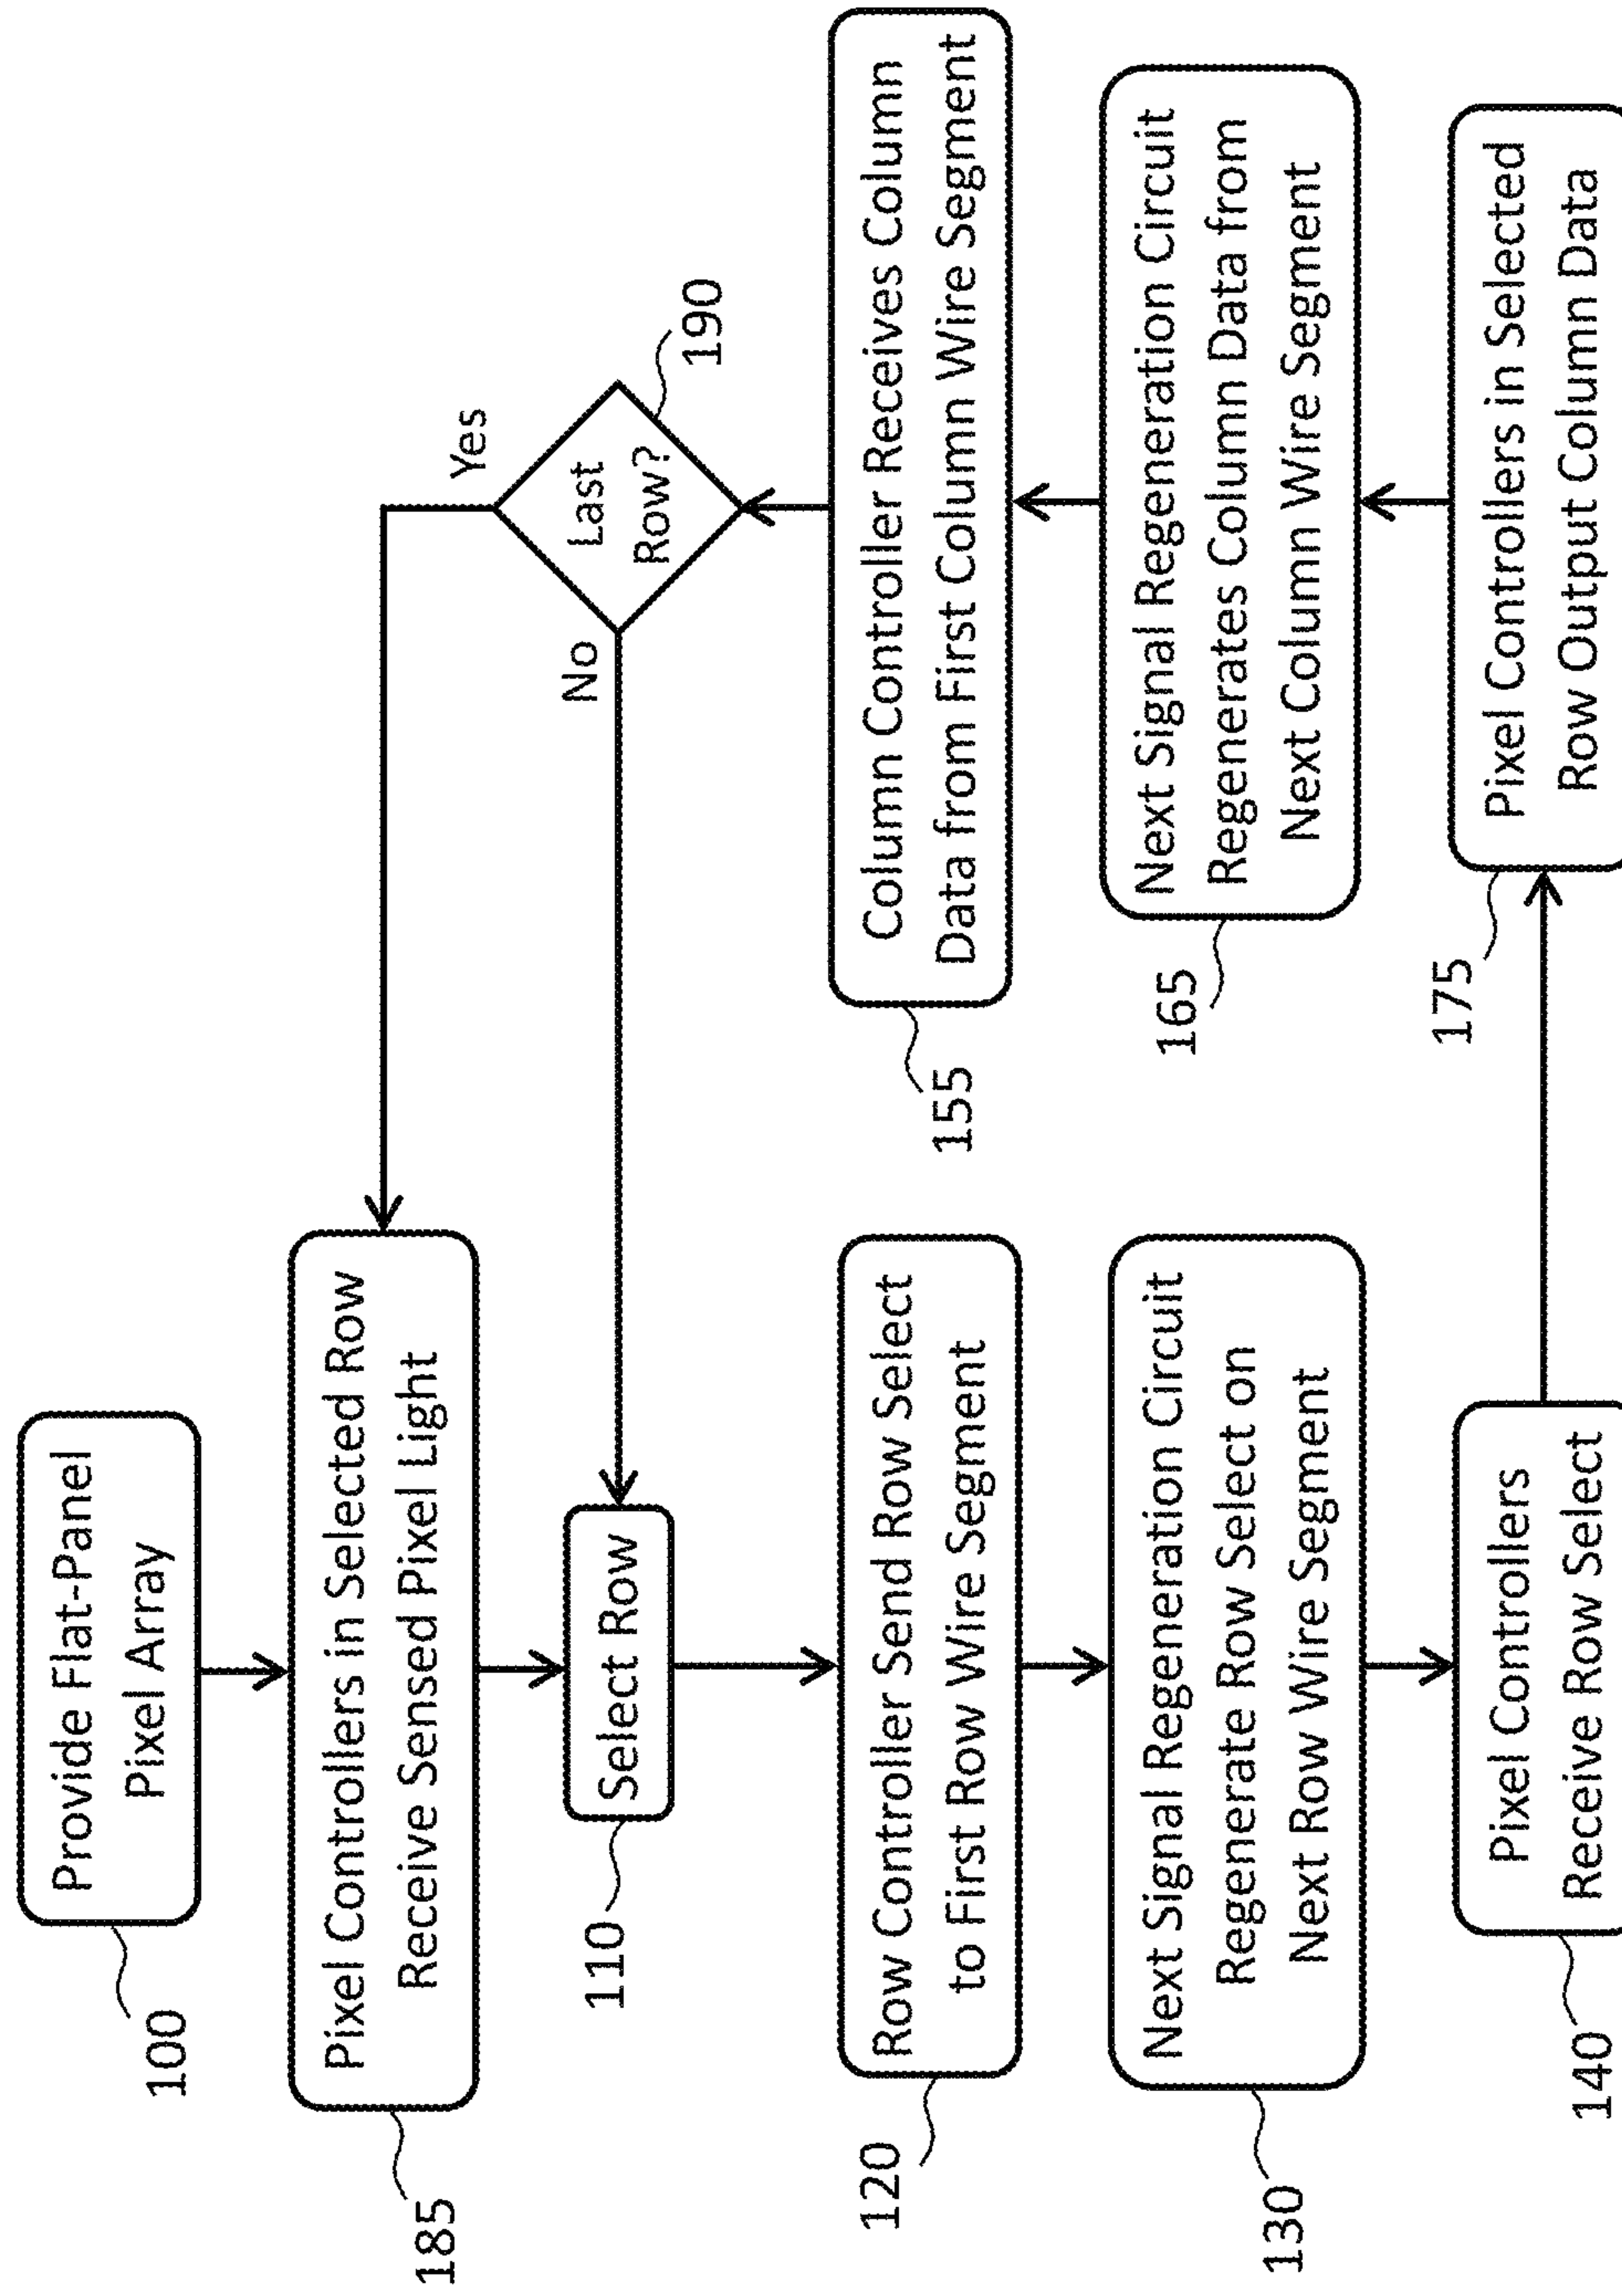 Provide Flat-Panel
Pixel Array
100
Pixel Controllers in Selected Row
Receive Sensed Pixel Light
185
Select Row
110
Row Controller Send Row Select
to First Row Wire Segment
120
Next Signal Regeneration Circuit
Regenerate Row Select on
Next Row Wire Segment
130
Pixel Controllers
Receive Row Select
140
Pixel Controllers in Selected
Row Output Column Data
175
Next Signal Regeneration Circuit
Regenerates Column Data from
Next Column Wire Segment
165
Column Controller Receives Column
Data from First Column Wire Segment
155
Last
Row?
190
Yes
No